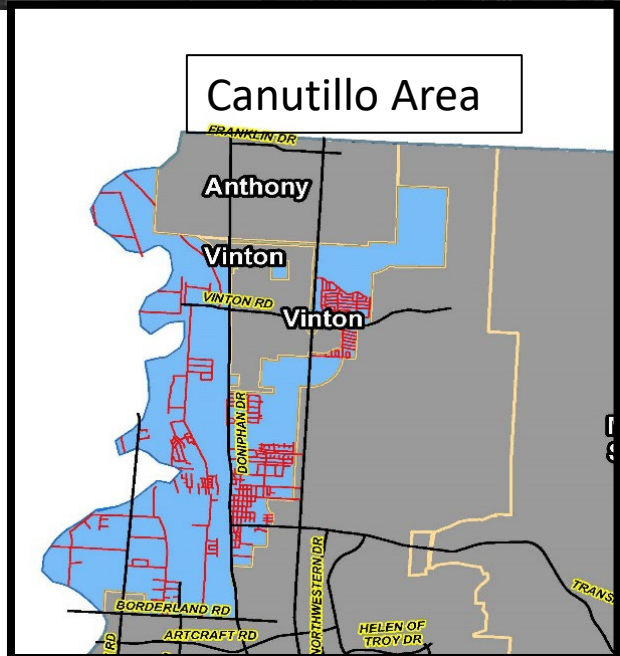 Canutillo Area
FRANKLIN DR
Anthony
Vinton
VINTON RD
Vinton
DONIPHAN DR
NORTHWESTERN DR
BORDERLAND RD
ARTCRAFT RD
HELEN OF
TROY DR
RD